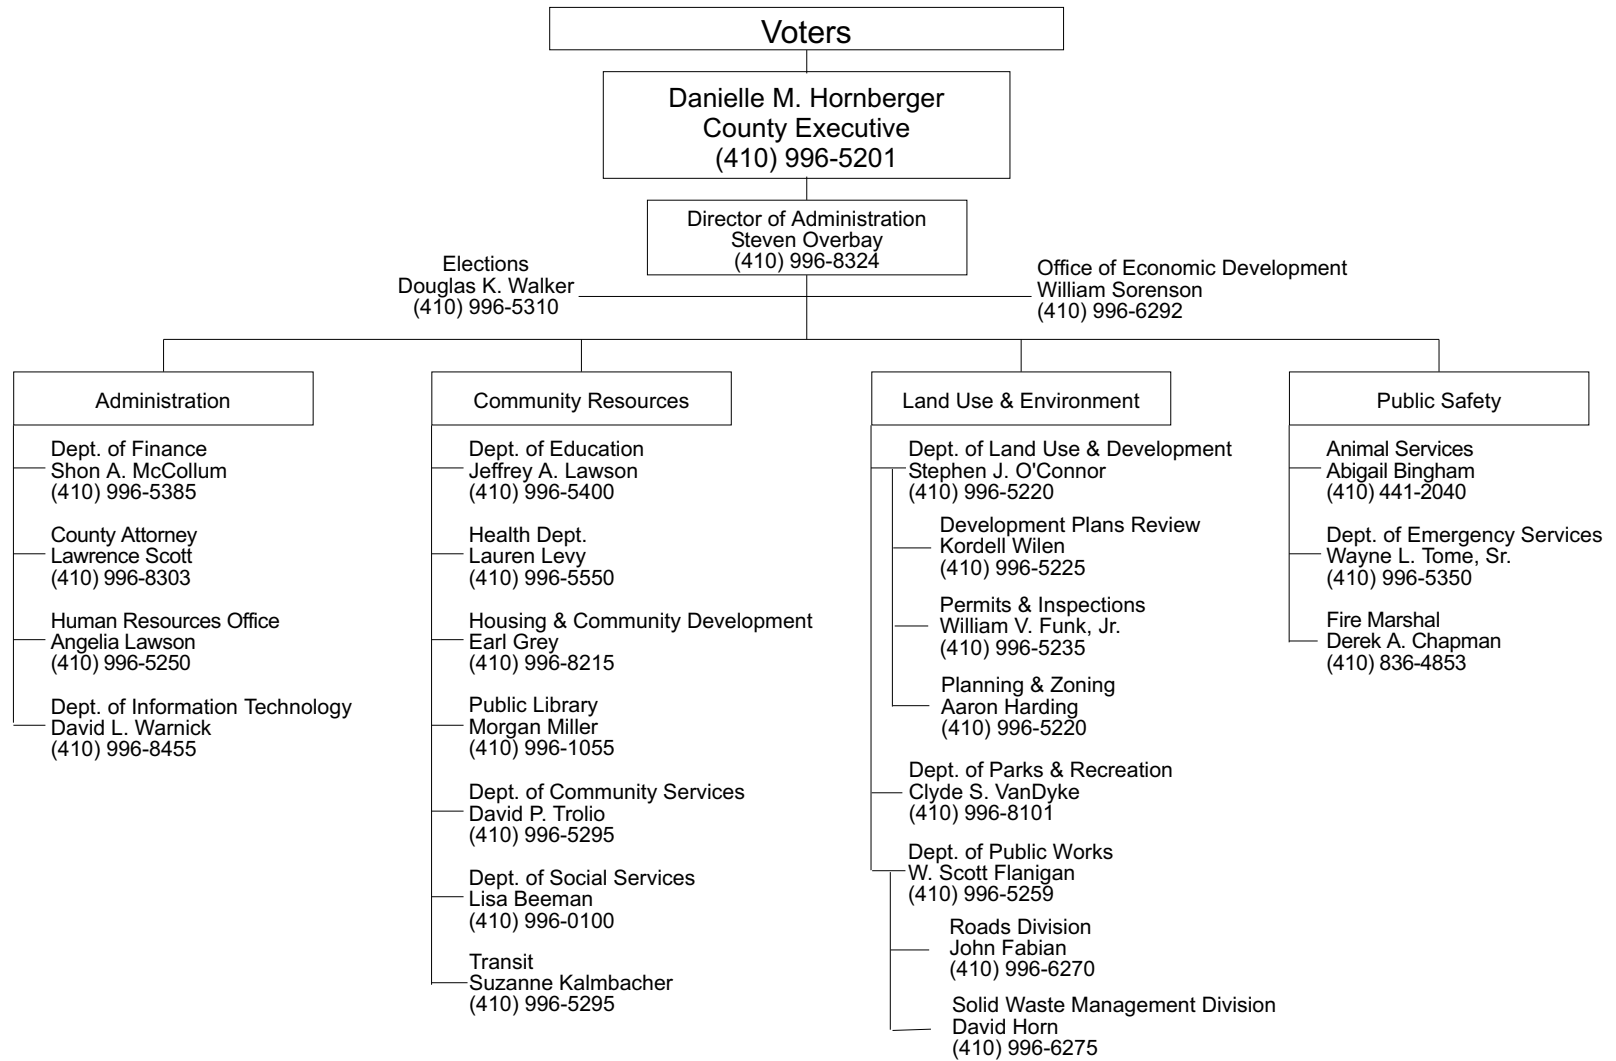 Voters
Danielle M. Hornberger
County Executive
(410) 996-5201
Director of Administration
Steven Overbay
(410) 996-8324
Elections
Douglas K. Walker
(410) 996-5310
Office of Economic Development
William Sorenson
(410) 996-6292
Administration
Dept. of Finance
Shon A. McCollum
(410) 996-5385
County Attorney
Lawrence Scott
(410) 996-8303
Human Resources Office
Angelia Lawson
(410) 996-5250
Dept. of Information Technology
David L. Warnick
(410) 996-8455
Community Resources
Dept. of Education
Jeffrey A. Lawson
(410) 996-5400
Health Dept.
Lauren Levy
(410) 996-5550
Housing & Community Development
Earl Grey
(410) 996-8215
Public Library
Morgan Miller
(410) 996-1055
Dept. of Community Services
David P. Trolio
(410) 996-5295
Dept. of Social Services
Lisa Beeman
(410) 996-0100
Transit
Suzanne Kalmbacher
(410) 996-5295
Land Use & Environment
Dept. of Land Use & Development
Stephen J. O'Connor
(410) 996-5220
Development Plans Review
Kordell Wilen
(410) 996-5225
Permits & Inspections
William V. Funk, Jr.
(410) 996-5235
Planning & Zoning
Aaron Harding
(410) 996-5220
Dept. of Parks & Recreation
Clyde S. VanDyke
(410) 996-8101
Dept. of Public Works
W. Scott Flanigan
(410) 996-5259
Roads Division
John Fabian
(410) 996-6270
Solid Waste Management Division
David Horn
(410) 996-6275
Public Safety
Animal Services
Abigail Bingham
(410) 441-2040
Dept. of Emergency Services
Wayne L. Tome, Sr.
(410) 996-5350
Fire Marshal
Derek A. Chapman
(410) 836-4853